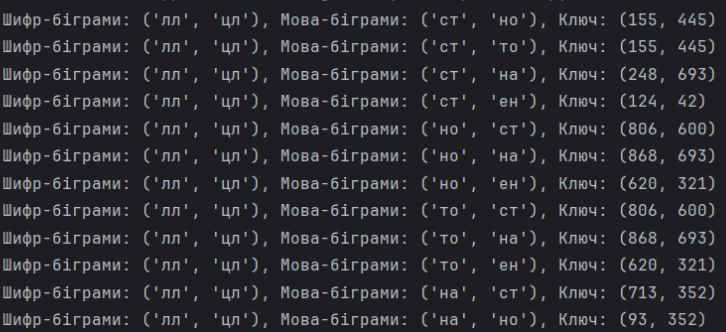 Шифр-біграми: ('лл', 'цл'), Мова-біграми: ('ст', 'но'), Ключ: (155, 445)
Шифр-біграми: ('лл', 'цл'), Мова-біграми: ('ст', 'то'), Ключ: (155, 445)
Шифр-біграми: ('лл', 'цл'), Мова-біграми: ('ст', 'на'), Ключ: (248, 693)
Шифр-біграми: ('лл', 'цл'), Мова-біграми: ('ст', 'ен'), Ключ: (124, 42)
Шифр-біграми: ('лл', 'цл'), Мова-біграми: ('но', 'ст'), Ключ: (806, 600)
Шифр-біграми: ('лл', 'цл'), Мова-біграми: ('но', 'на'), Ключ: (868, 693)
Шифр-біграми: ('лл', 'цл'), Мова-біграми: ('но', 'ен'), Ключ: (620, 321)
Шифр-біграми: ('лл', 'цл'), Мова-біграми: ('то', 'ст'), Ключ: (806, 600)
Шифр-біграми: ('лл', 'цл'), Мова-біграми: ('то', 'на'), Ключ: (868, 693)
Шифр-біграми: ('лл', 'цл'), Мова-біграми: ('то', 'ен'), Ключ: (620, 321)
Шифр-біграми: ('лл', 'цл'), Мова-біграми: ('на', 'ст'), Ключ: (713, 352)
Шифр-біграми: ('лл', 'цл'), Мова-біграми: ('на', 'но'), Ключ: (93, 352)